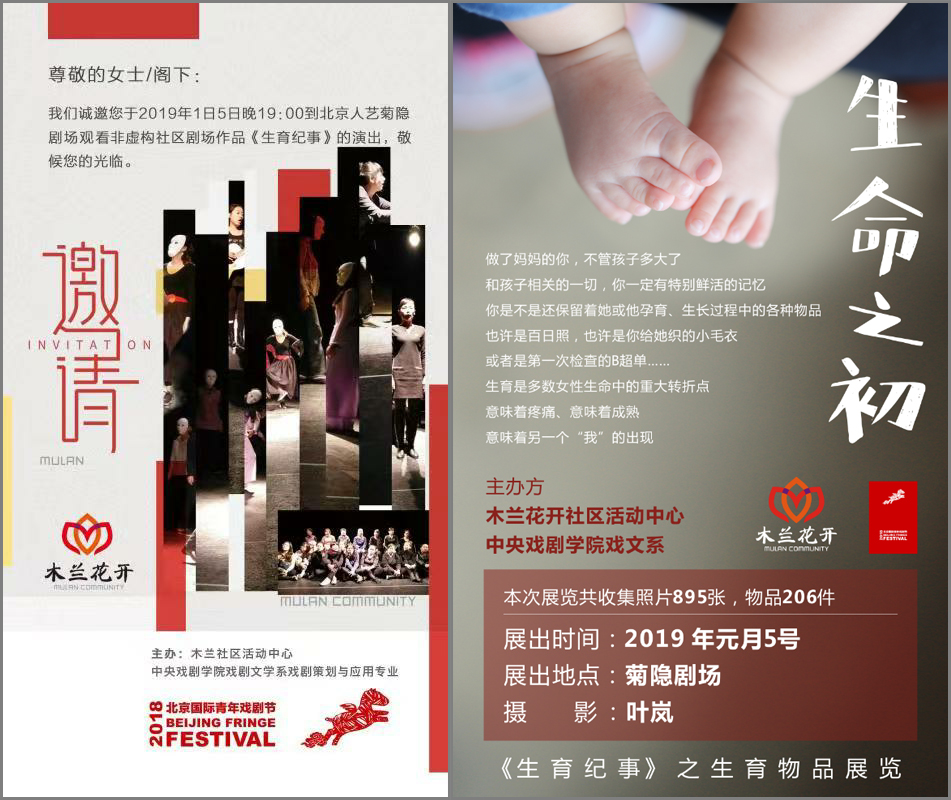 尊敬的女士/阁下：
我们诚邀您于2019年1日5日晚19:00到北京人艺菊隐
剧场观看非虚构社区剧场作品《生育纪事》的演出，敬
候您的光临。
邀请
INVITATION
MULAN
木兰花开
MULAN COMMUNITY
MULAN COMMUNITY
主办：木兰社区活动中心
中央戏剧学院戏剧文学系戏剧策划与应用专业
2018
北京国际青年戏剧节
BEIJING FRINGE
FESTIVAL
生命之初
做了妈妈的你，不管孩子多大了
和孩子相关的一切，你一定有特别鲜活的记忆
你是不是还保留着她或他孕育、生长过程中的各种物品
也许是百日照，也许是你给她织的小毛衣
或者是第一次检查的B超单......
生育是多数女性生命中的重大转折点
意味着疼痛、意味着成熟
意味着另一个“我”的出现
主办方
木兰花开社区活动中心
中央戏剧学院戏文系
木兰花开
MULAN COMMUNITY
FESTIVAL
本次展览共收集照片895张，物品206件
展出时间：2019 年元月5号
展出地点：菊隐剧场
摄 影：叶岚
《生育纪事》之生育物品展览